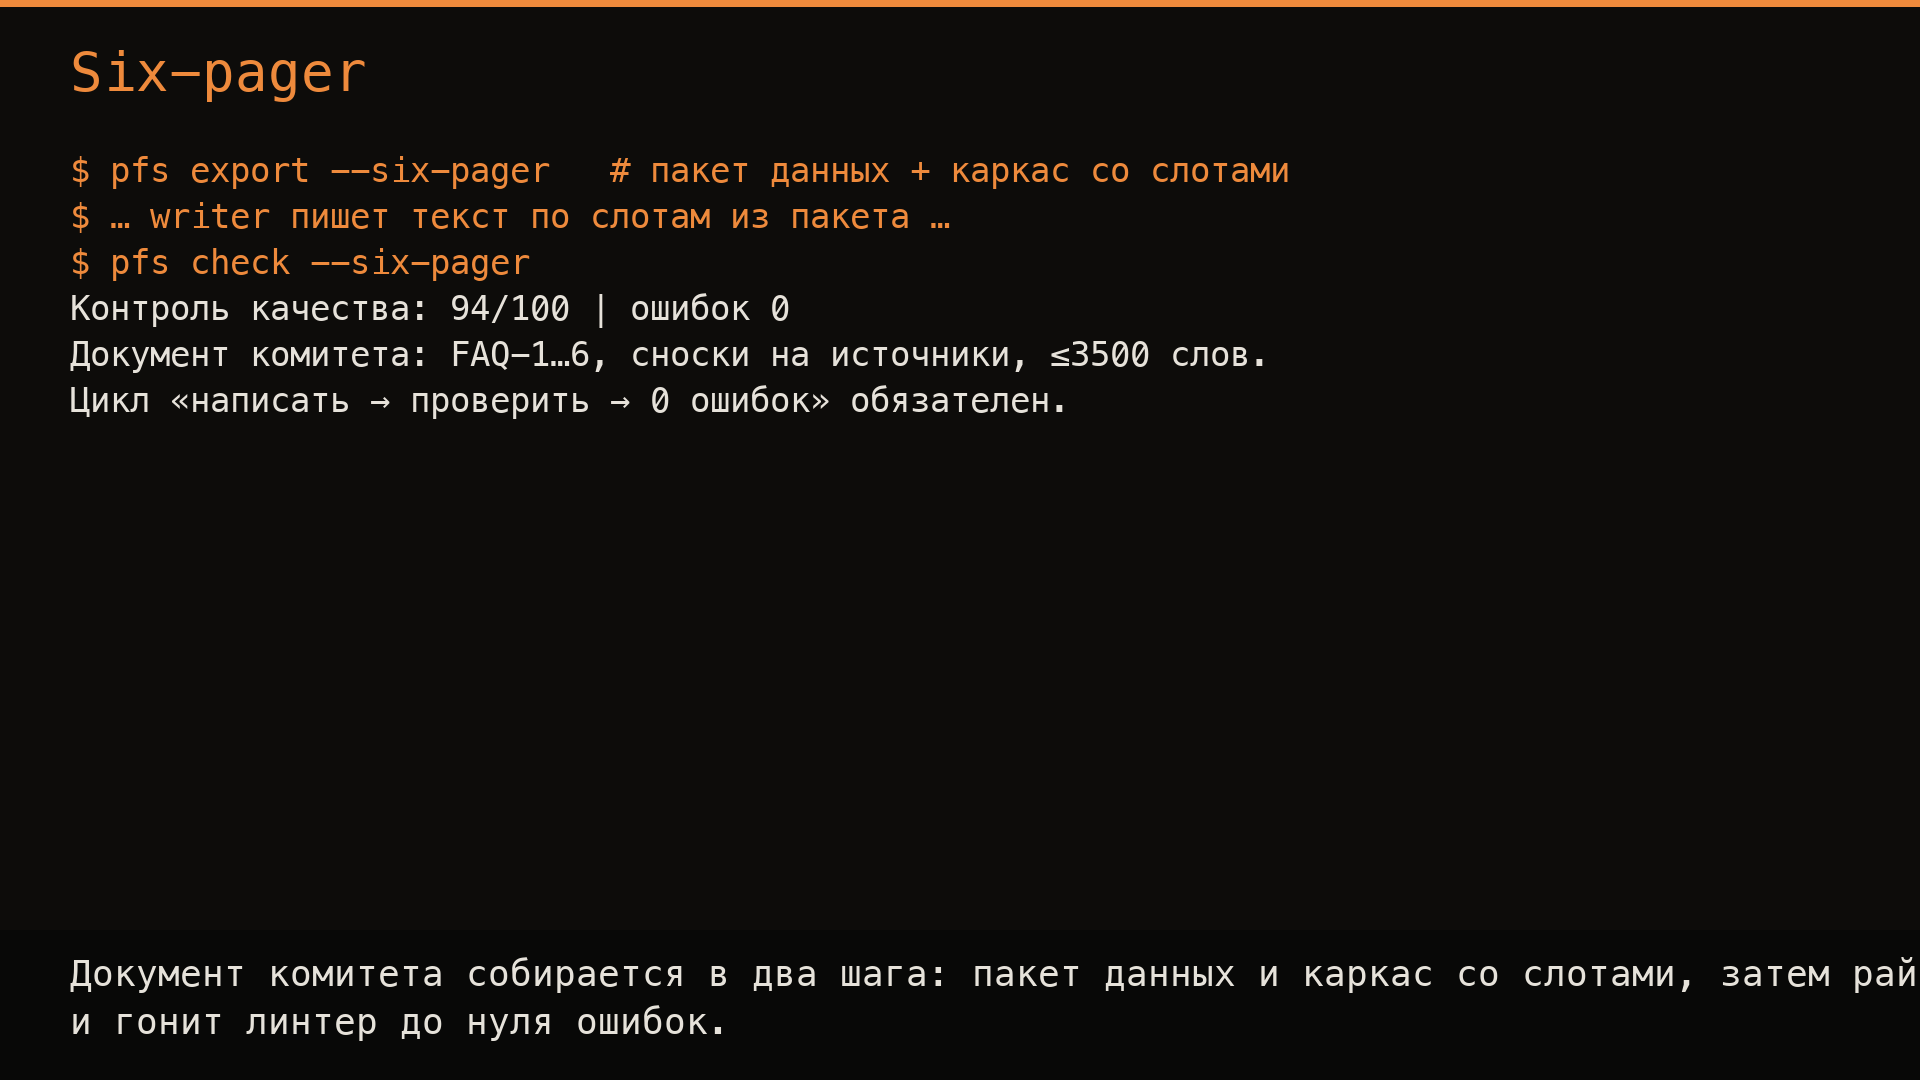 Six-pager
$ pfs export --six-pager   # пакет данных + каркас со слотами
$ … writer пишет текст по слотам из пакета …
$ pfs check --six-pager
Контроль качества: 94/100 | ошибок 0
Документ комитета: FAQ-1…6, сноски на источники, ≤3500 слов.
Цикл «написать → проверить → 0 ошибок» обязателен.
Документ комитета собирается в два шага: пакет данных и каркас со слотами, затем рай
и гонит линтер до нуля ошибок.